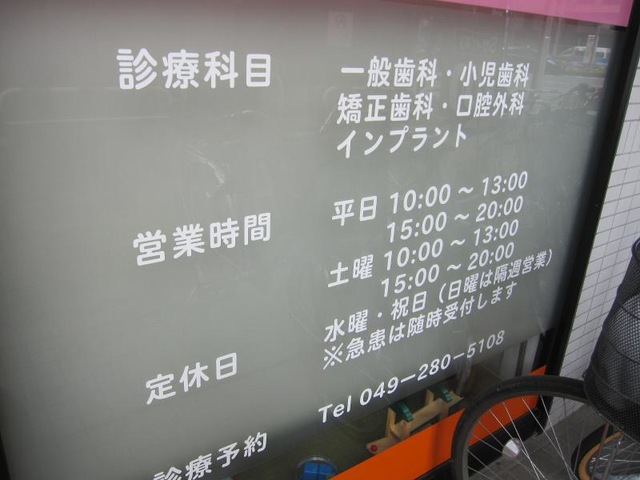 診療科目 一般歯科・小児歯科
矯正歯科・口腔外科
インプラント
営業時間 平日 10:00 ~ 13:00
15:00 ~ 20:00
土曜 10:00 ~ 13:00
15:00 ~ 20:00
定休日 水曜・祝日(日曜は隔週営業)
※急患は随時受付します
診療予約 Tel 049-280-5108